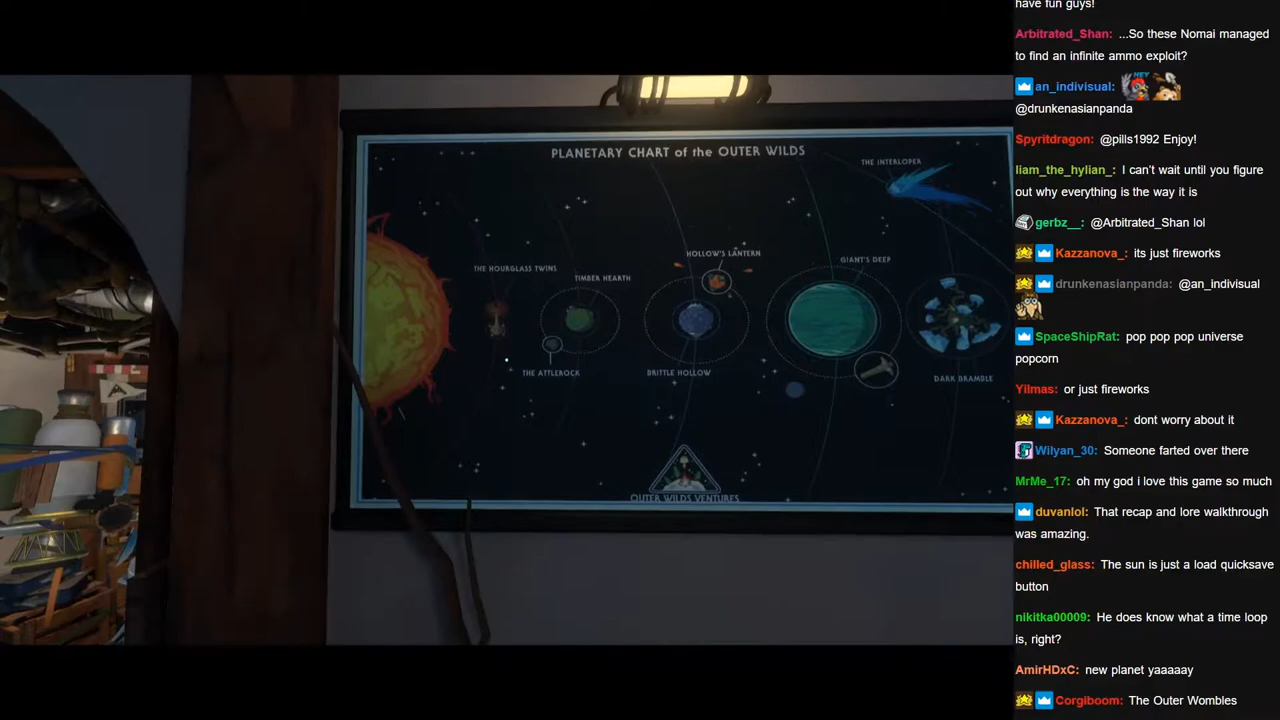 PLANETARY CHART of the OUTER WILDS
THE INTERLOPER
HOLLOW'S LANTERN
GIANT'S DEEP
THE HOURGLASS TWINS
TIMBER HEARTH
THE ATTLEROCK
BRITTLE HOLLOW
DARK BRAMBLE
OUTER WILDS VENTURES
have fun guys!
Arbitrated_Shan: ...So these Nomai managed
to find an infinite ammo exploit?
an_indivisual: HEY
@drunkenasianpanda
Spyritdragon: @pills1992 Enjoy!
liam_the_hylian_: I can't wait until you figure
out why everything is the way it is
gerbz__: @Arbitrated_Shan lol
Kazzanova_: its just fireworks
drunkenasianpanda: @an_indivisual
SpaceShipRat: pop pop pop universe
popcorn
Yilmas: or just fireworks
Kazzanova_: dont worry about it
Wilyan_30: Someone farted over there
MrMe_17: oh my god i love this game so much
duvanlol: That recap and lore walkthrough
was amazing.
chilled_glass: The sun is just a load quicksave
button
nikitka00009: He does know what a time loop
is, right?
AmirHDxC: new planet yaaaaay
Corgiboom: The Outer Wombles